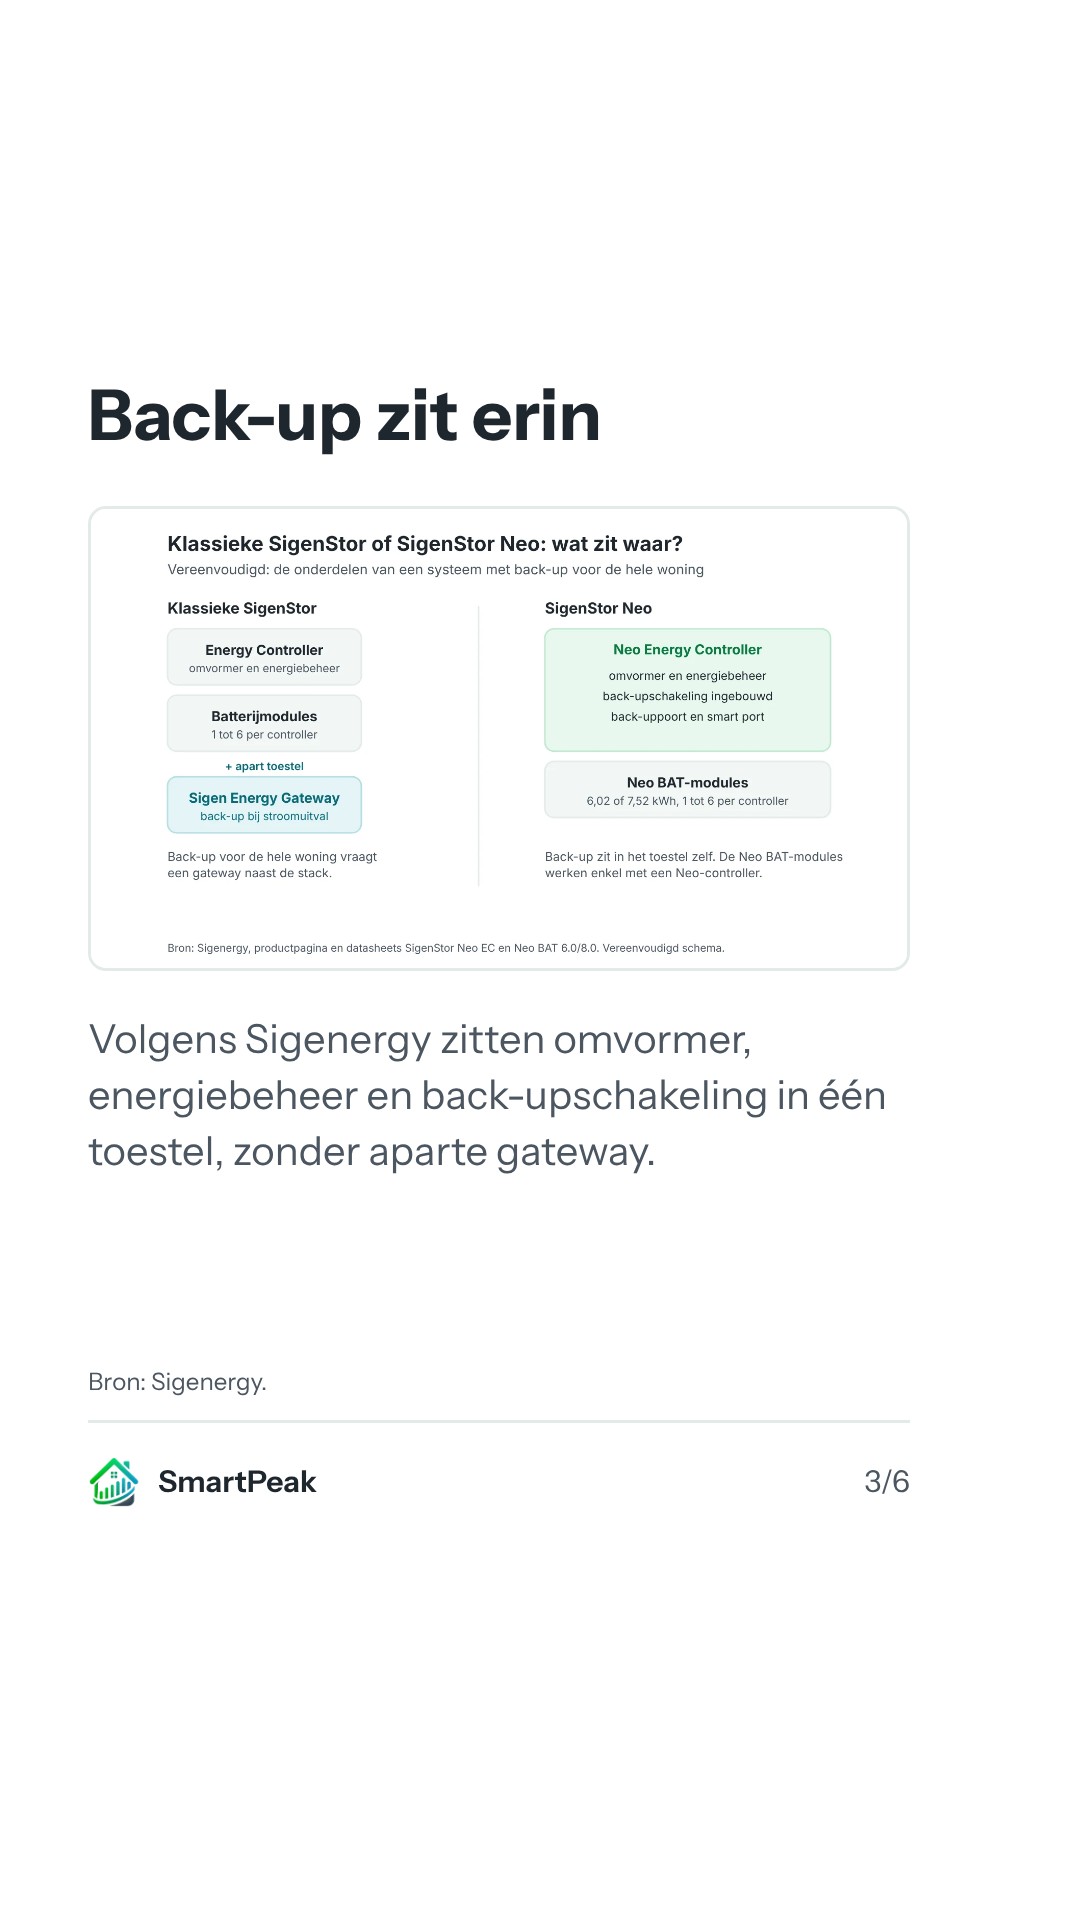 Back-up zit erin
Klassieke SigenStor of SigenStor Neo: wat zit waar?
Vereenvoudigd: de onderdelen van een systeem met back-up voor de hele woning
Klassieke SigenStor
Energy Controller
omvormer en energiebeheer
Batterijmodules
1 tot 6 per controller
+ apart toestel
Sigen Energy Gateway
back-up bij stroomuitval
Back-up voor de hele woning vraagt
een gateway naast de stack.
SigenStor Neo
Neo Energy Controller
omvormer en energiebeheer
back-upschakeling ingebouwd
back-uppoort en smart port
Neo BAT-modules
6,02 of 7,52 kWh, 1 tot 6 per controller
Back-up zit in het toestel zelf. De Neo BAT-modules
werken enkel met een Neo-controller.
Bron: Sigenergy, productpagina en datasheets SigenStor Neo EC en Neo BAT 6.0/8.0. Vereenvoudigd schema.
Volgens Sigenergy zitten omvormer,
energiebeheer en back-upschakeling in één
toestel, zonder aparte gateway.
Bron: Sigenergy.
SmartPeak
3/6